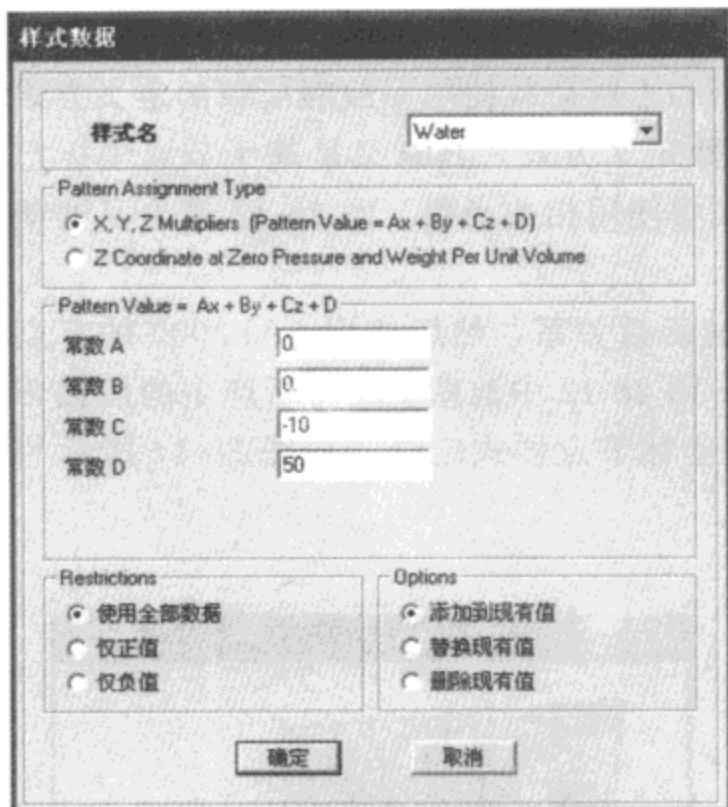 样式数据
样式名 Water
Pattern Assignment Type
X, Y, Z Multipliers (Pattern Value = Ax + By + Cz + D)
Z Coordinate at Zero Pressure and Weight Per Unit Volume
Pattern Value = Ax + By + Cz + D
常数 A 0.
常数 B 0.
常数 C -10
常数 D 50
Restrictions
使用全部数据
仅正值
仅负值
Options
添加到现有值
替换现有值
删除现有值
确定 取消